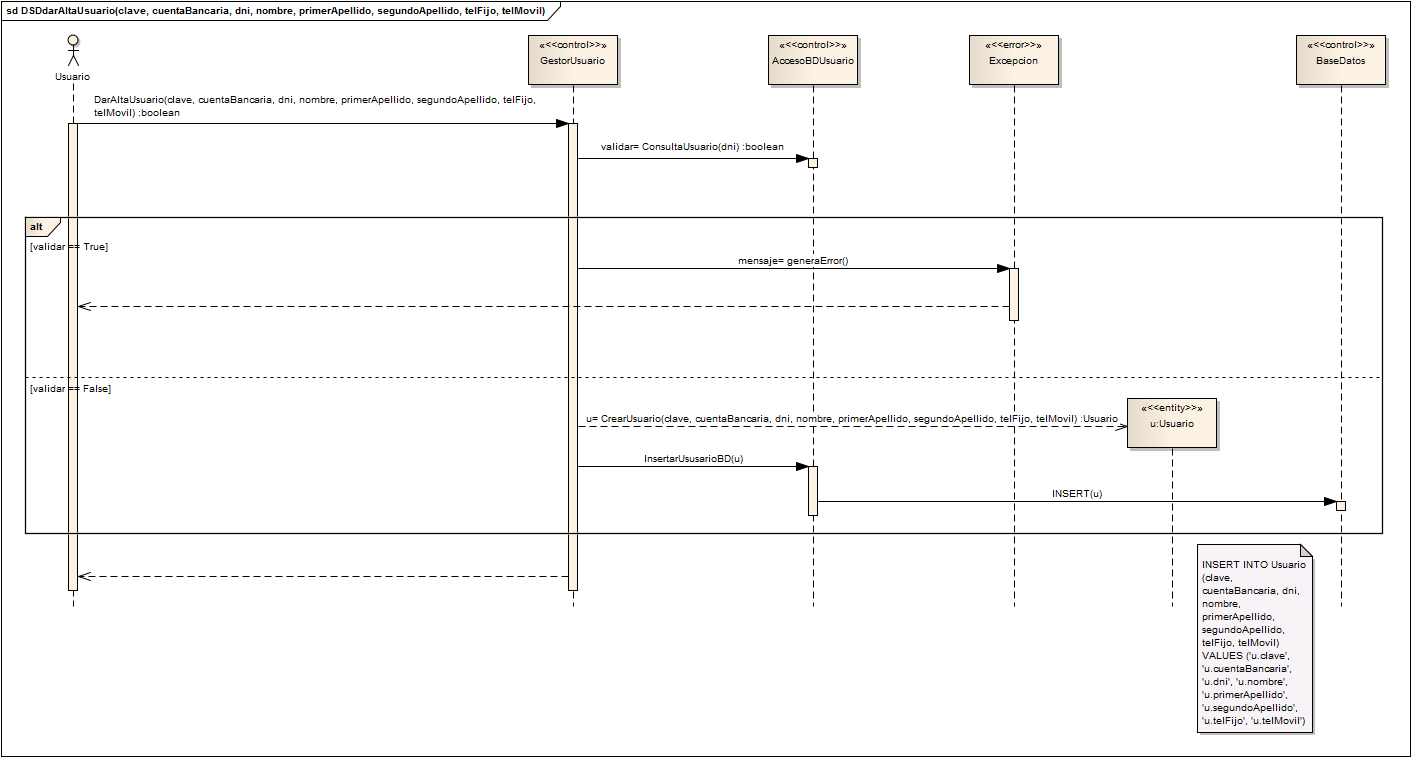 sd DSDdarAltaUsuario(clave, cuentaBancaria, dni, nombre, primerApellido, segundoApellido, telFijo, telMovil)
Usuario
«<<control>>»
GestorUsuario
«<<control>>»
AccesoBDUsuario
«<<error>>»
Excepcion
«<<control>>»
BaseDatos
DarAltaUsuario(clave, cuentaBancaria, dni, nombre, primerApellido, segundoApellido, telFijo,
telMovil) :boolean
validar= ConsultaUsuario(dni) :boolean
alt
[validar == True]
mensaje= generaError()
[validar == False]
u= CrearUsuario(clave, cuentaBancaria, dni, nombre, primerApellido, segundoApellido, telFijo, telMovil) :Usuario
«<<entity>>»
u:Usuario
InsertarUsusarioBD(u)
INSERT(u)
INSERT INTO Usuario
(clave,
cuentaBancaria, dni,
nombre,
primerApellido,
segundoApellido,
telFijo, telMovil)
VALUES ('u.clave',
'u.cuentaBancaria',
'u.dni', 'u.nombre',
'u.primerApellido',
'u.segundoApellido',
'u.telFijo', 'u.telMovil')